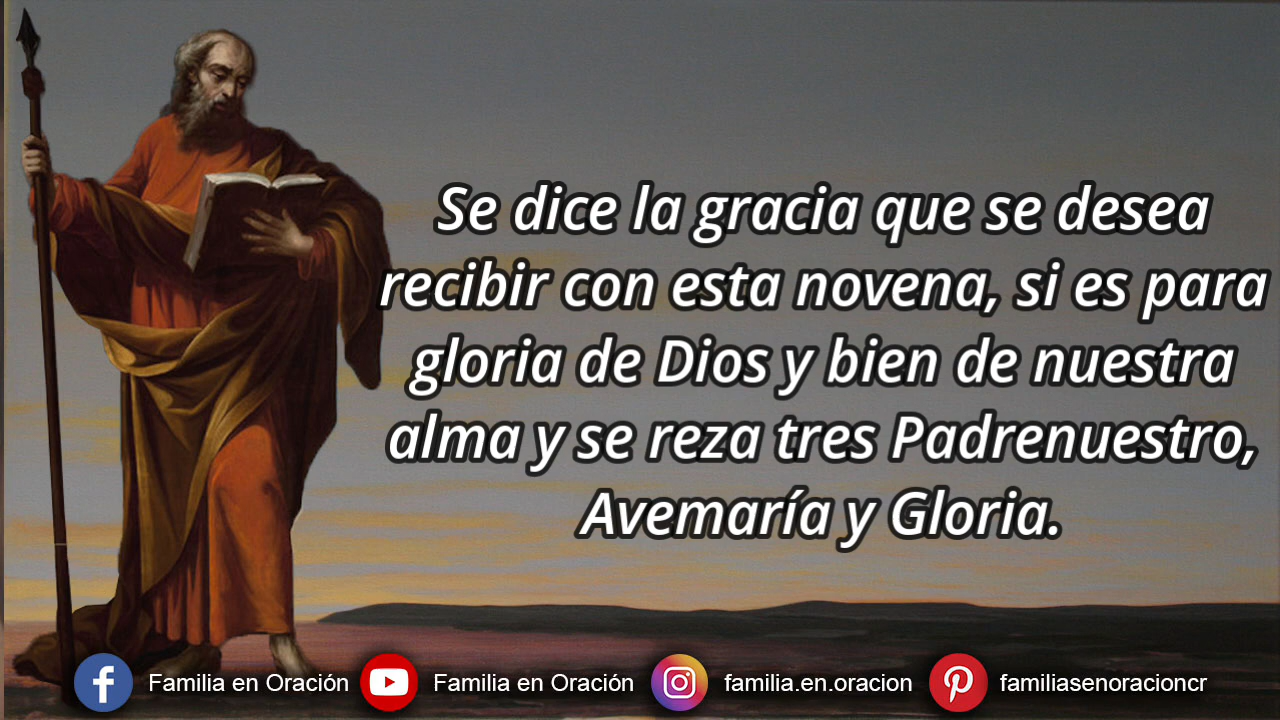 Se dice la gracia que se desea
recibir con esta novena, si es para
gloria de Dios y bien de nuestra
alma y se reza tres Padrenuestro,
Avemaría y Gloria.
Familia en Oración Familia en Oración familia.en.oracion familiasenoracioncr